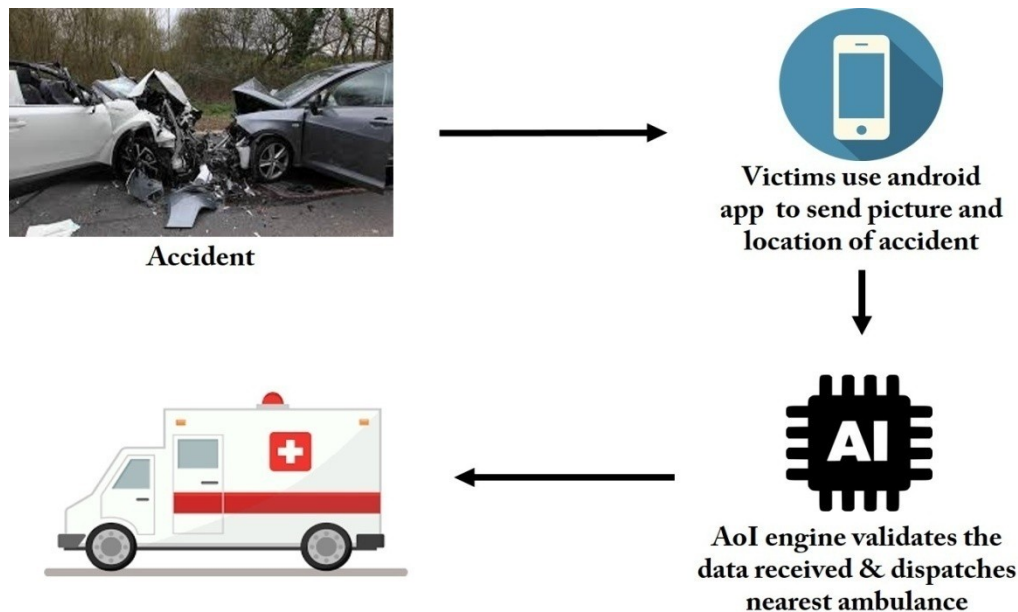 Accident
Victims use android
app to send picture and
location of accident
AI
AoI engine validates the
data received & dispatches
nearest ambulance